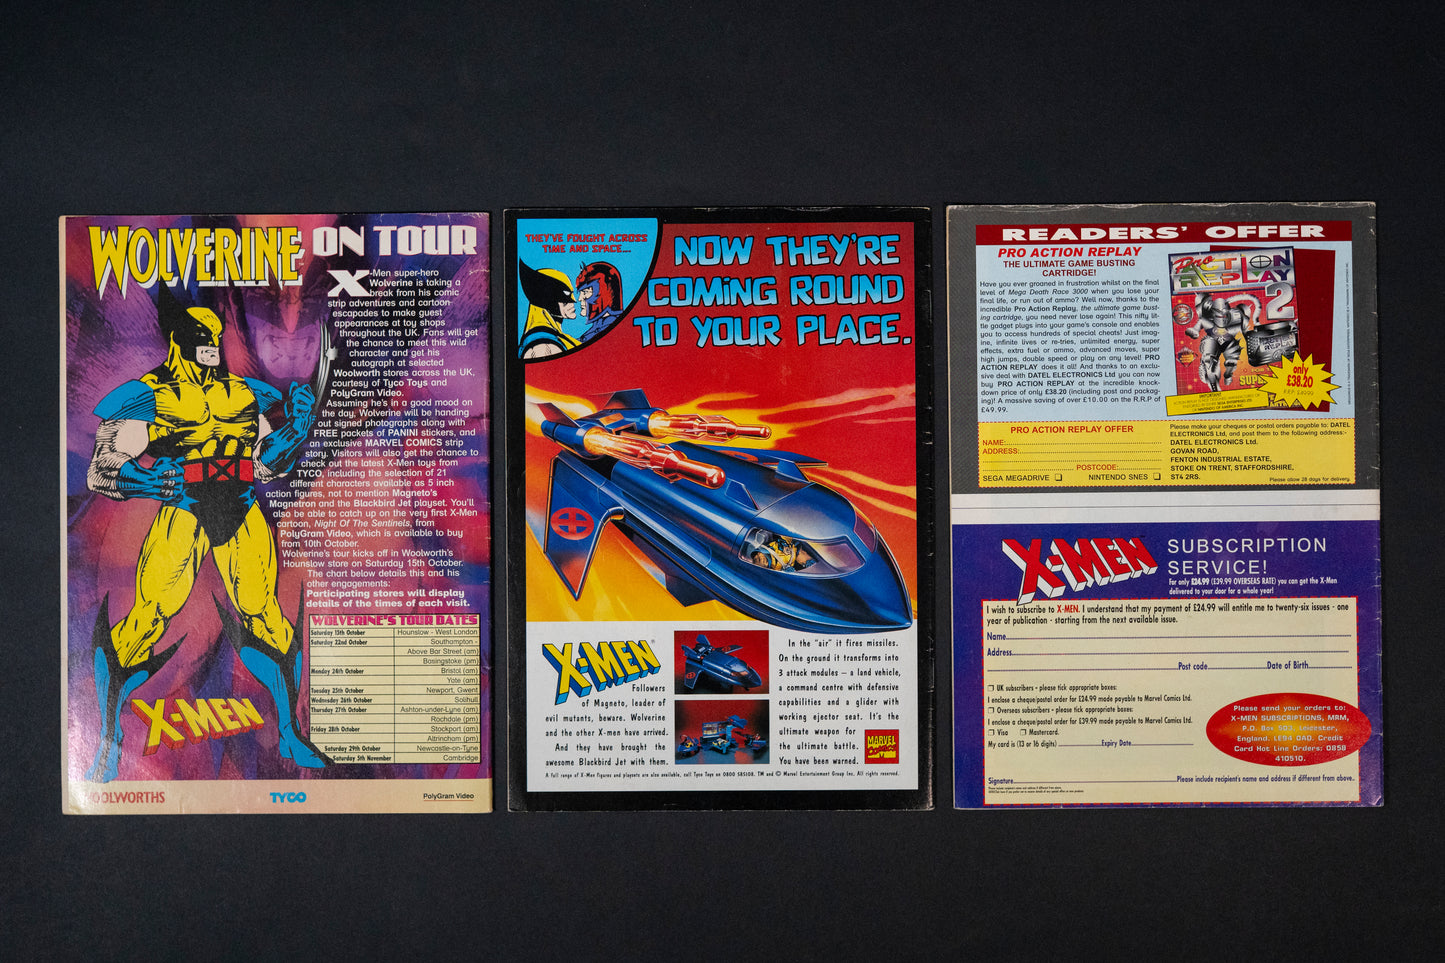 WOLVERINE ON TOUR
X-Men super-hero
Wolverine is taking a
break from his comic
strip adventures and cartoon-
escapades to make guest
appearances at toy shops
throughout the UK. Fans will get
the chance to meet this wild
character and get his
autograph at selected
Woolworth stores across the UK,
courtesy of Tyco Toys and
PolyGram Video.
Assuming he's in a good mood on
the day, Wolverine will be handing
out signed photographs along with
FREE packets of PANINI stickers, and
an exclusive MARVEL COMICS strip
story. Visitors will also get the chance to
check out the latest X-Men toys from
TYCO, including the selection of 21
different characters available as 5 inch
action figures, not to mention Magneto's
Magnetron and the Blackbird Jet playset. You'll
also be able to catch up on the very first X-Men
cartoon, Night Of The Sentinels, from
PolyGram Video, which is available to buy
from 10th October.
Wolverine's tour kicks off in Woolworth's
Hounslow store on Saturday 15th October.
The chart below details this and his
other engagements:
Participating stores will display
details of the times of each visit.
WOLVERINE'S TOUR DATES
Saturday 15th October Hounslow - West London
Saturday 22nd October Southampton -
Above Bar Street (am)
Basingstoke (pm)
Monday 24th October Bristol (am)
Yate (am)
Tuesday 25th October Newport, Gwent
Wednesday 26th October Solihull
Thursday 27th October Ashton-under-Lyne (am)
Rochdale (pm)
Friday 28th October Stockport (am)
Altrincham (pm)
Saturday 29th October Newcastle-on-Tyne
Saturday 5th November Cambridge
X-MEN
WOOLWORTHS
TYCO
PolyGram Video
THEY'VE FOUGHT ACROSS
TIME AND SPACE...
NOW THEY'RE
COMING ROUND
TO YOUR PLACE.
X-MEN
Followers
of Magneto, leader of
evil mutants, beware. Wolverine
and the other X-men have arrived.
And they have brought the
awesome Blackbird Jet with them.
In the "air" it fires missiles.
On the ground it transforms into
3 attack modules – a land vehicle,
a command centre with defensive
capabilities and a glider with
working ejector seat. It's the
ultimate weapon for
the ultimate battle.
You have been warned.
MARVEL
COMICS
A full range of X-Men figures and playsets are also available, call Tyco Toys on 0800 585108. TM and © Marvel Entertainment Group Inc. All rights reserved.
READERS' OFFER
PRO ACTION REPLAY
THE ULTIMATE GAME BUSTING
CARTRIDGE!
Have you ever groaned in frustration whilst on the final
level of Mega Death Race 3000 when you lose your
final life, or run out of ammo? Well now, thanks to the
incredible Pro Action Replay, the ultimate game bust-
ing cartridge, you need never lose again! This nifty lit-
tle gadget plugs into your game's console and enables
you to access hundreds of special cheats! Just imag-
ine, infinite lives or re-tries, unlimited energy, super
effects, extra fuel or ammo, advanced moves, super
high jumps, double speed or play on any level! PRO
ACTION REPLAY does it all! And thanks to an exclu-
sive deal with DATEL ELECTRONICS Ltd you can now
buy PRO ACTION REPLAY at the incredible knock-
down price of only £38.20 (including post and packag-
ing)! A massive saving of over £10.00 on the R.R.P of
£49.99.
Pro
ACTION
REPLAY
2
only
£38.20
IMPORTANT
PRO ACTION REPLAY OFFER
NAME:
ADDRESS:
POSTCODE:
SEGA MEGADRIVE NINTENDO SNES
Please make your cheques or postal orders payable to: DATEL
ELECTRONICS Ltd, and post them to the following address:-
DATEL ELECTRONICS Ltd.
GOVAN ROAD,
FENTON INDUSTRIAL ESTATE,
STOKE ON TRENT, STAFFORDSHIRE,
ST4 2RS.
Please allow 28 days for delivery.
X-MEN SUBSCRIPTION
SERVICE!
For only £24.99 (£39.99 OVERSEAS RATE) you can get the X-Men
delivered to your door for a whole year!
I wish to subscribe to X-MEN. I understand that my payment of £24.99 will entitle me to twenty-six issues - one
year of publication - starting from the next available issue.
Name
Address
Post code Date of Birth
UK subscribers - please tick appropriate boxes:
I enclose a cheque/postal order for £24.99 made payable to Marvel Comics Ltd.
Overseas subscribers - please tick appropriate boxes:
I enclose a cheque/postal order for £39.99 made payable to Marvel Comics Ltd.
Visa Mastercard.
My card is (13 or 16 digits) Expiry Date
Please send your orders to:
X-MEN SUBSCRIPTIONS, MRM,
P.O. Box 503, Leicester,
England. LE94 0AD. Credit
Card Hot Line Orders: 0858
410510.
Signature Please include recipient's name and address if different from above..